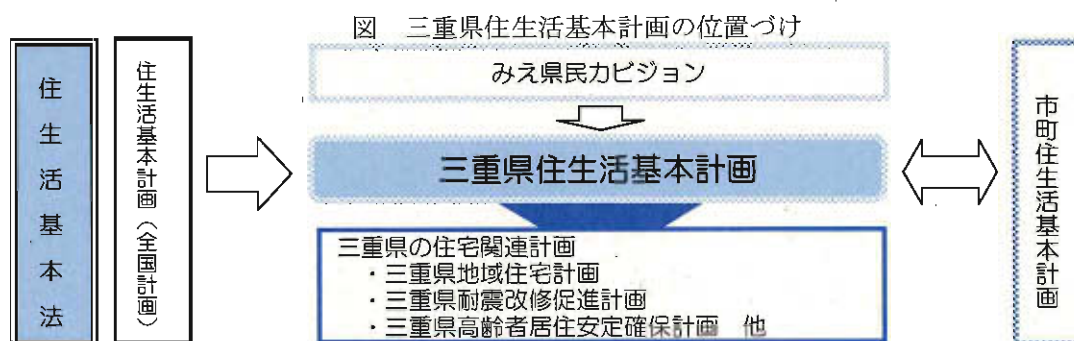 図 三重県住生活基本計画の位置づけ
住生活基本法
住生活基本計画(全国計画)
みえ県民力ビジョン
三重県住生活基本計画
三重県の住宅関連計画
・三重県地域住宅計画
・三重県耐震改修促進計画
・三重県高齢者居住安定確保計画 他
市町住生活基本計画